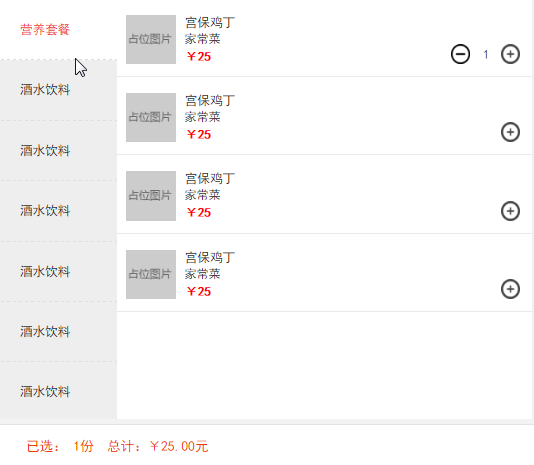 营养套餐
酒水饮料
酒水饮料
酒水饮料
酒水饮料
酒水饮料
酒水饮料
占位图片
宫保鸡丁
家常菜
￥25
1
占位图片
宫保鸡丁
家常菜
￥25
占位图片
宫保鸡丁
家常菜
￥25
占位图片
宫保鸡丁
家常菜
￥25
已选： 1份 总计：￥25.00元